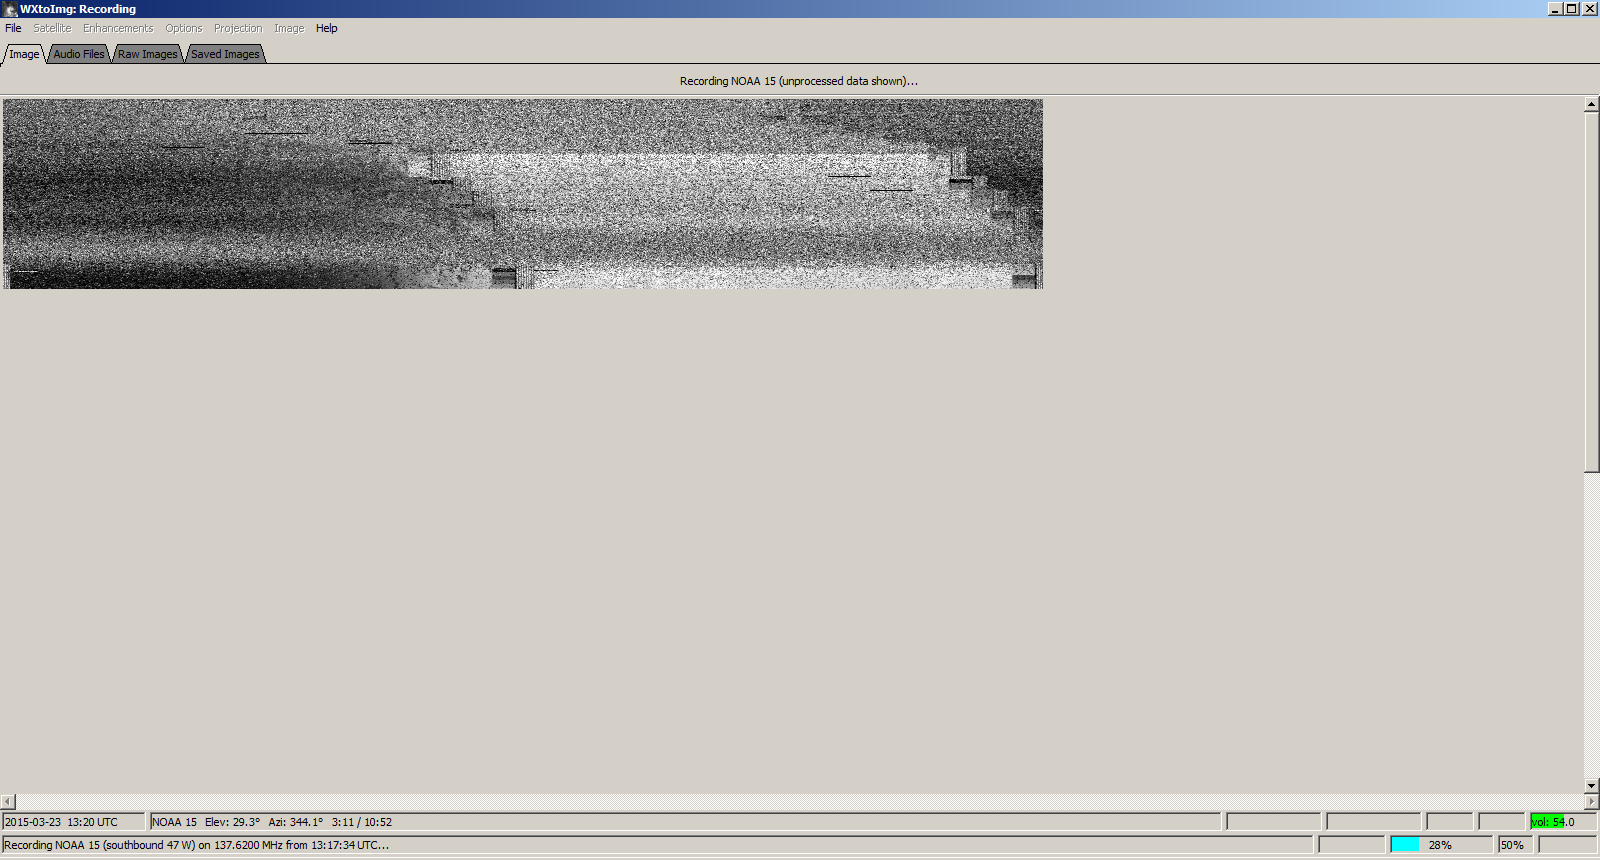 WXtoImg: Recording
File Satellite Enhancements Options Projection Image Help
Image Audio Files Raw Images Saved Images
Recording NOAA 15 (unprocessed data shown)...
2015-03-23 13:20 UTC NOAA 15 Elev: 29.3° Azi: 344.1° 3:11 / 10:52 vol: 54.0
Recording NOAA 15 (southbound 47 W) on 137.6200 MHz from 13:17:34 UTC... 28% 50%